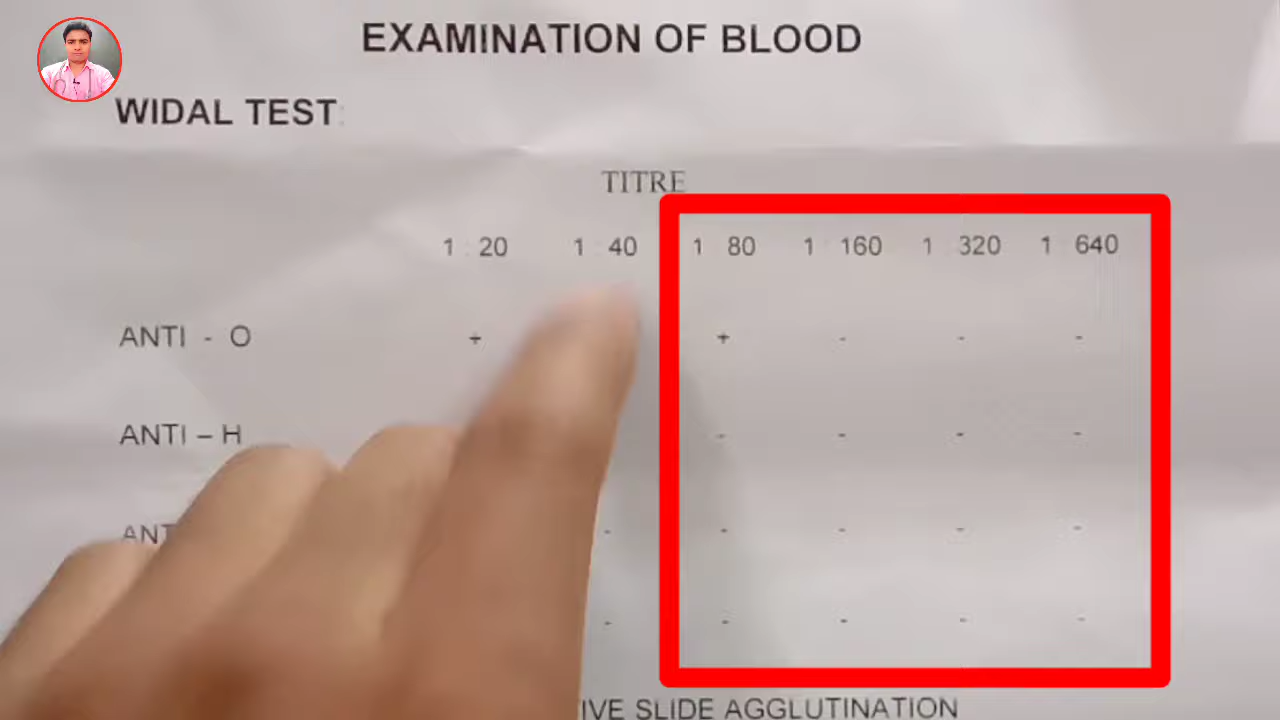 EXAMINATION OF BLOOD
WIDAL TEST:
TITRE
1 : 20 1 : 40 1 : 80 1 : 160 1 : 320 1 : 640
ANTI - O + + - - -
ANTI – H - - - -
- - - - -
- - - - -
SLIDE AGGLUTINATION